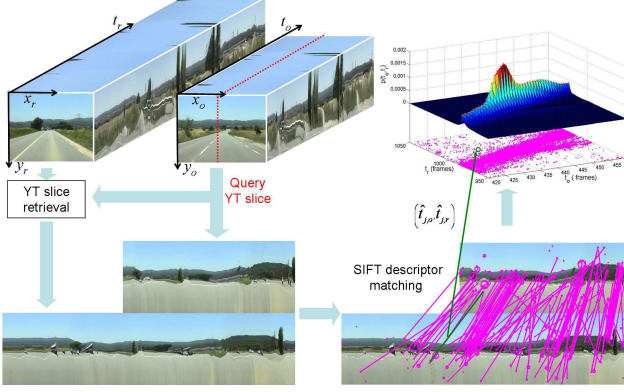 t_r
x_r
y_r
t_o
x_o
y_o
YT slice
retrieval
Query
YT slice
SIFT descriptor
matching
(t̂_{j,o}, t̂_{j,r})
p(t_o, t_r)
0.002
0.0015
0.001
0.0005
0
1050
1000
950
t_r (frames)
420
425
430
435
440
445
450
455
t_o (frames)